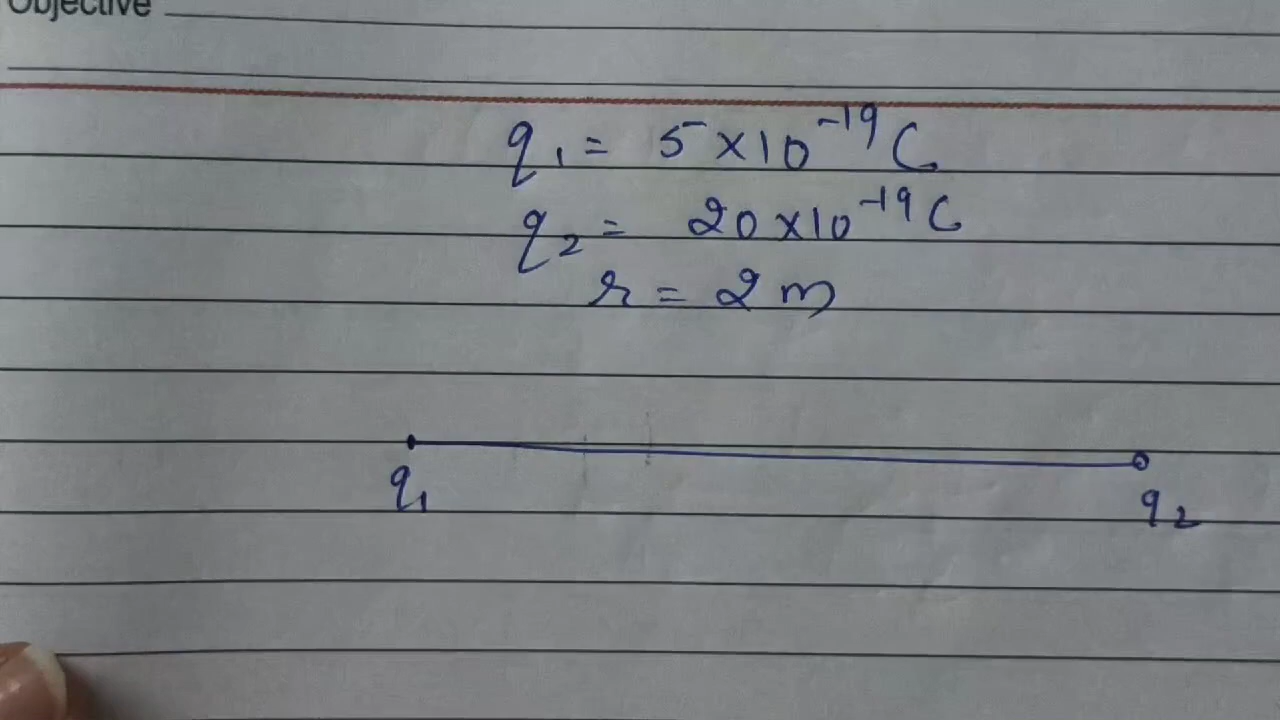 Objective
q₁ = 5 × 10⁻¹⁹ C
q₂ = 20 × 10⁻¹⁹ C
r = 2 m
q₁ q₂